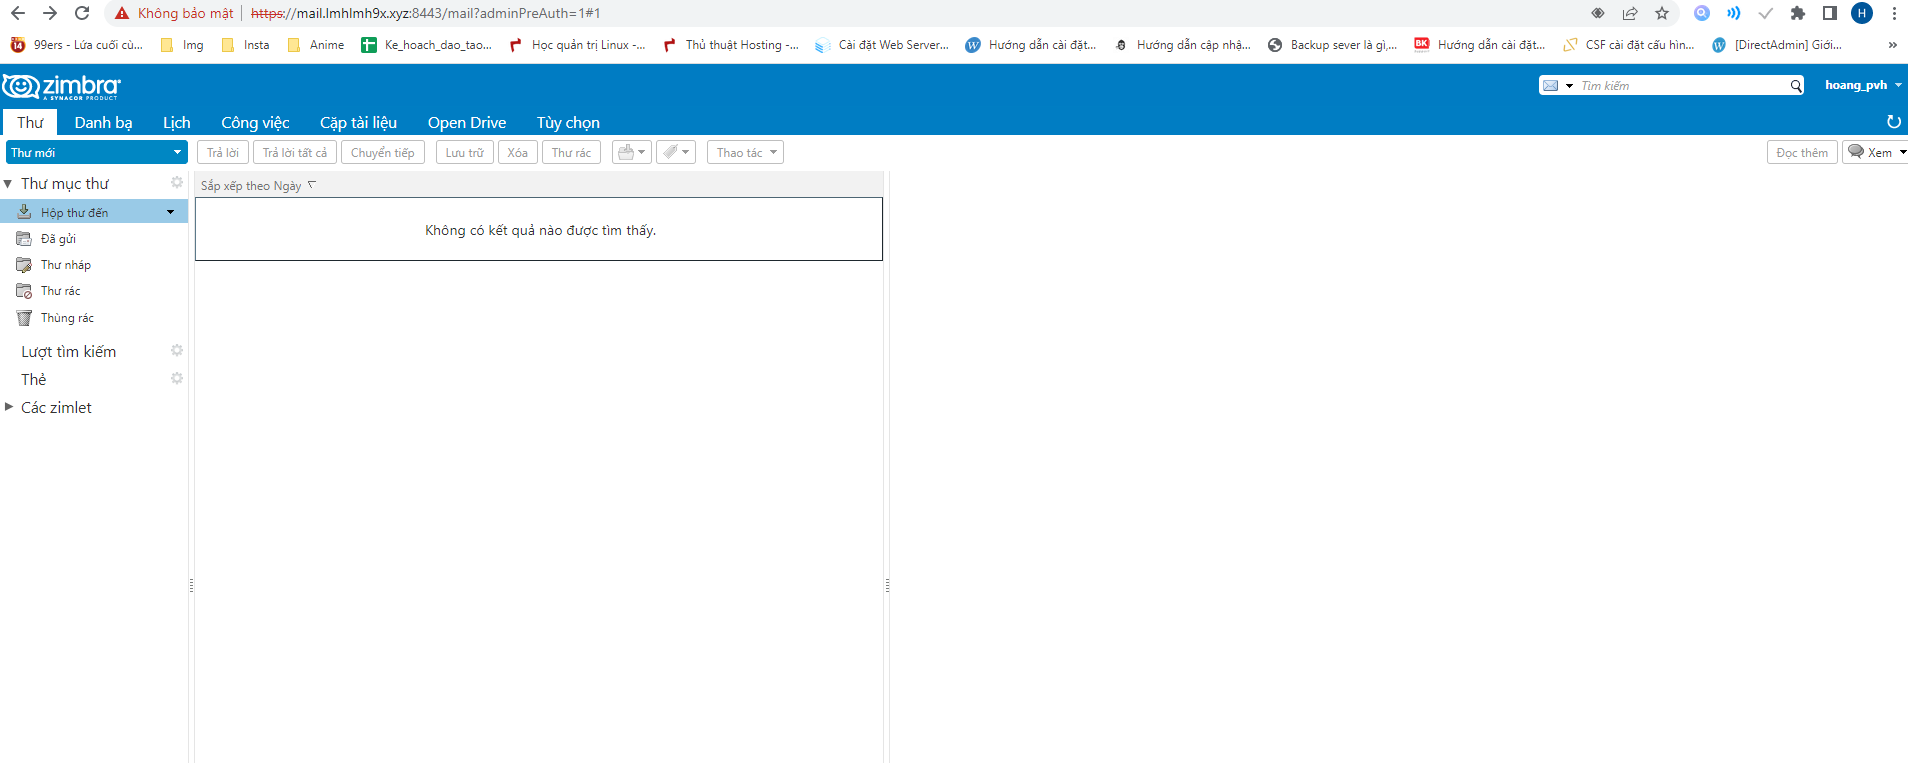 Không bảo mật https://mail.lmhlmh9x.xyz:8443/mail?adminPreAuth=1#1
H
14 99ers - Lứa cuối cù... Img Insta Anime Ke_hoach_dao_tao... Học quản trị Linux -... Thủ thuật Hosting -... Cài đặt Web Server... W Hướng dẫn cài đặt... Hướng dẫn cập nhậ... Backup sever là gì,... BK Hướng dẫn cài đặt... CSF cài đặt cấu hìn... W [DirectAdmin] Giới... »
zimbra
A SYNACOR PRODUCT
Tìm kiếm
hoang_pvh
Thư Danh bạ Lịch Công việc Cặp tài liệu Open Drive Tùy chọn
Thư mới Trả lời Trả lời tất cả Chuyển tiếp Lưu trữ Xóa Thư rác Thao tác Đọc thêm Xem
Thư mục thư
Sắp xếp theo Ngày
Hộp thư đến
Không có kết quả nào được tìm thấy.
Đã gửi
Thư nháp
Thư rác
Thùng rác
Lượt tìm kiếm
Thẻ
Các zimlet